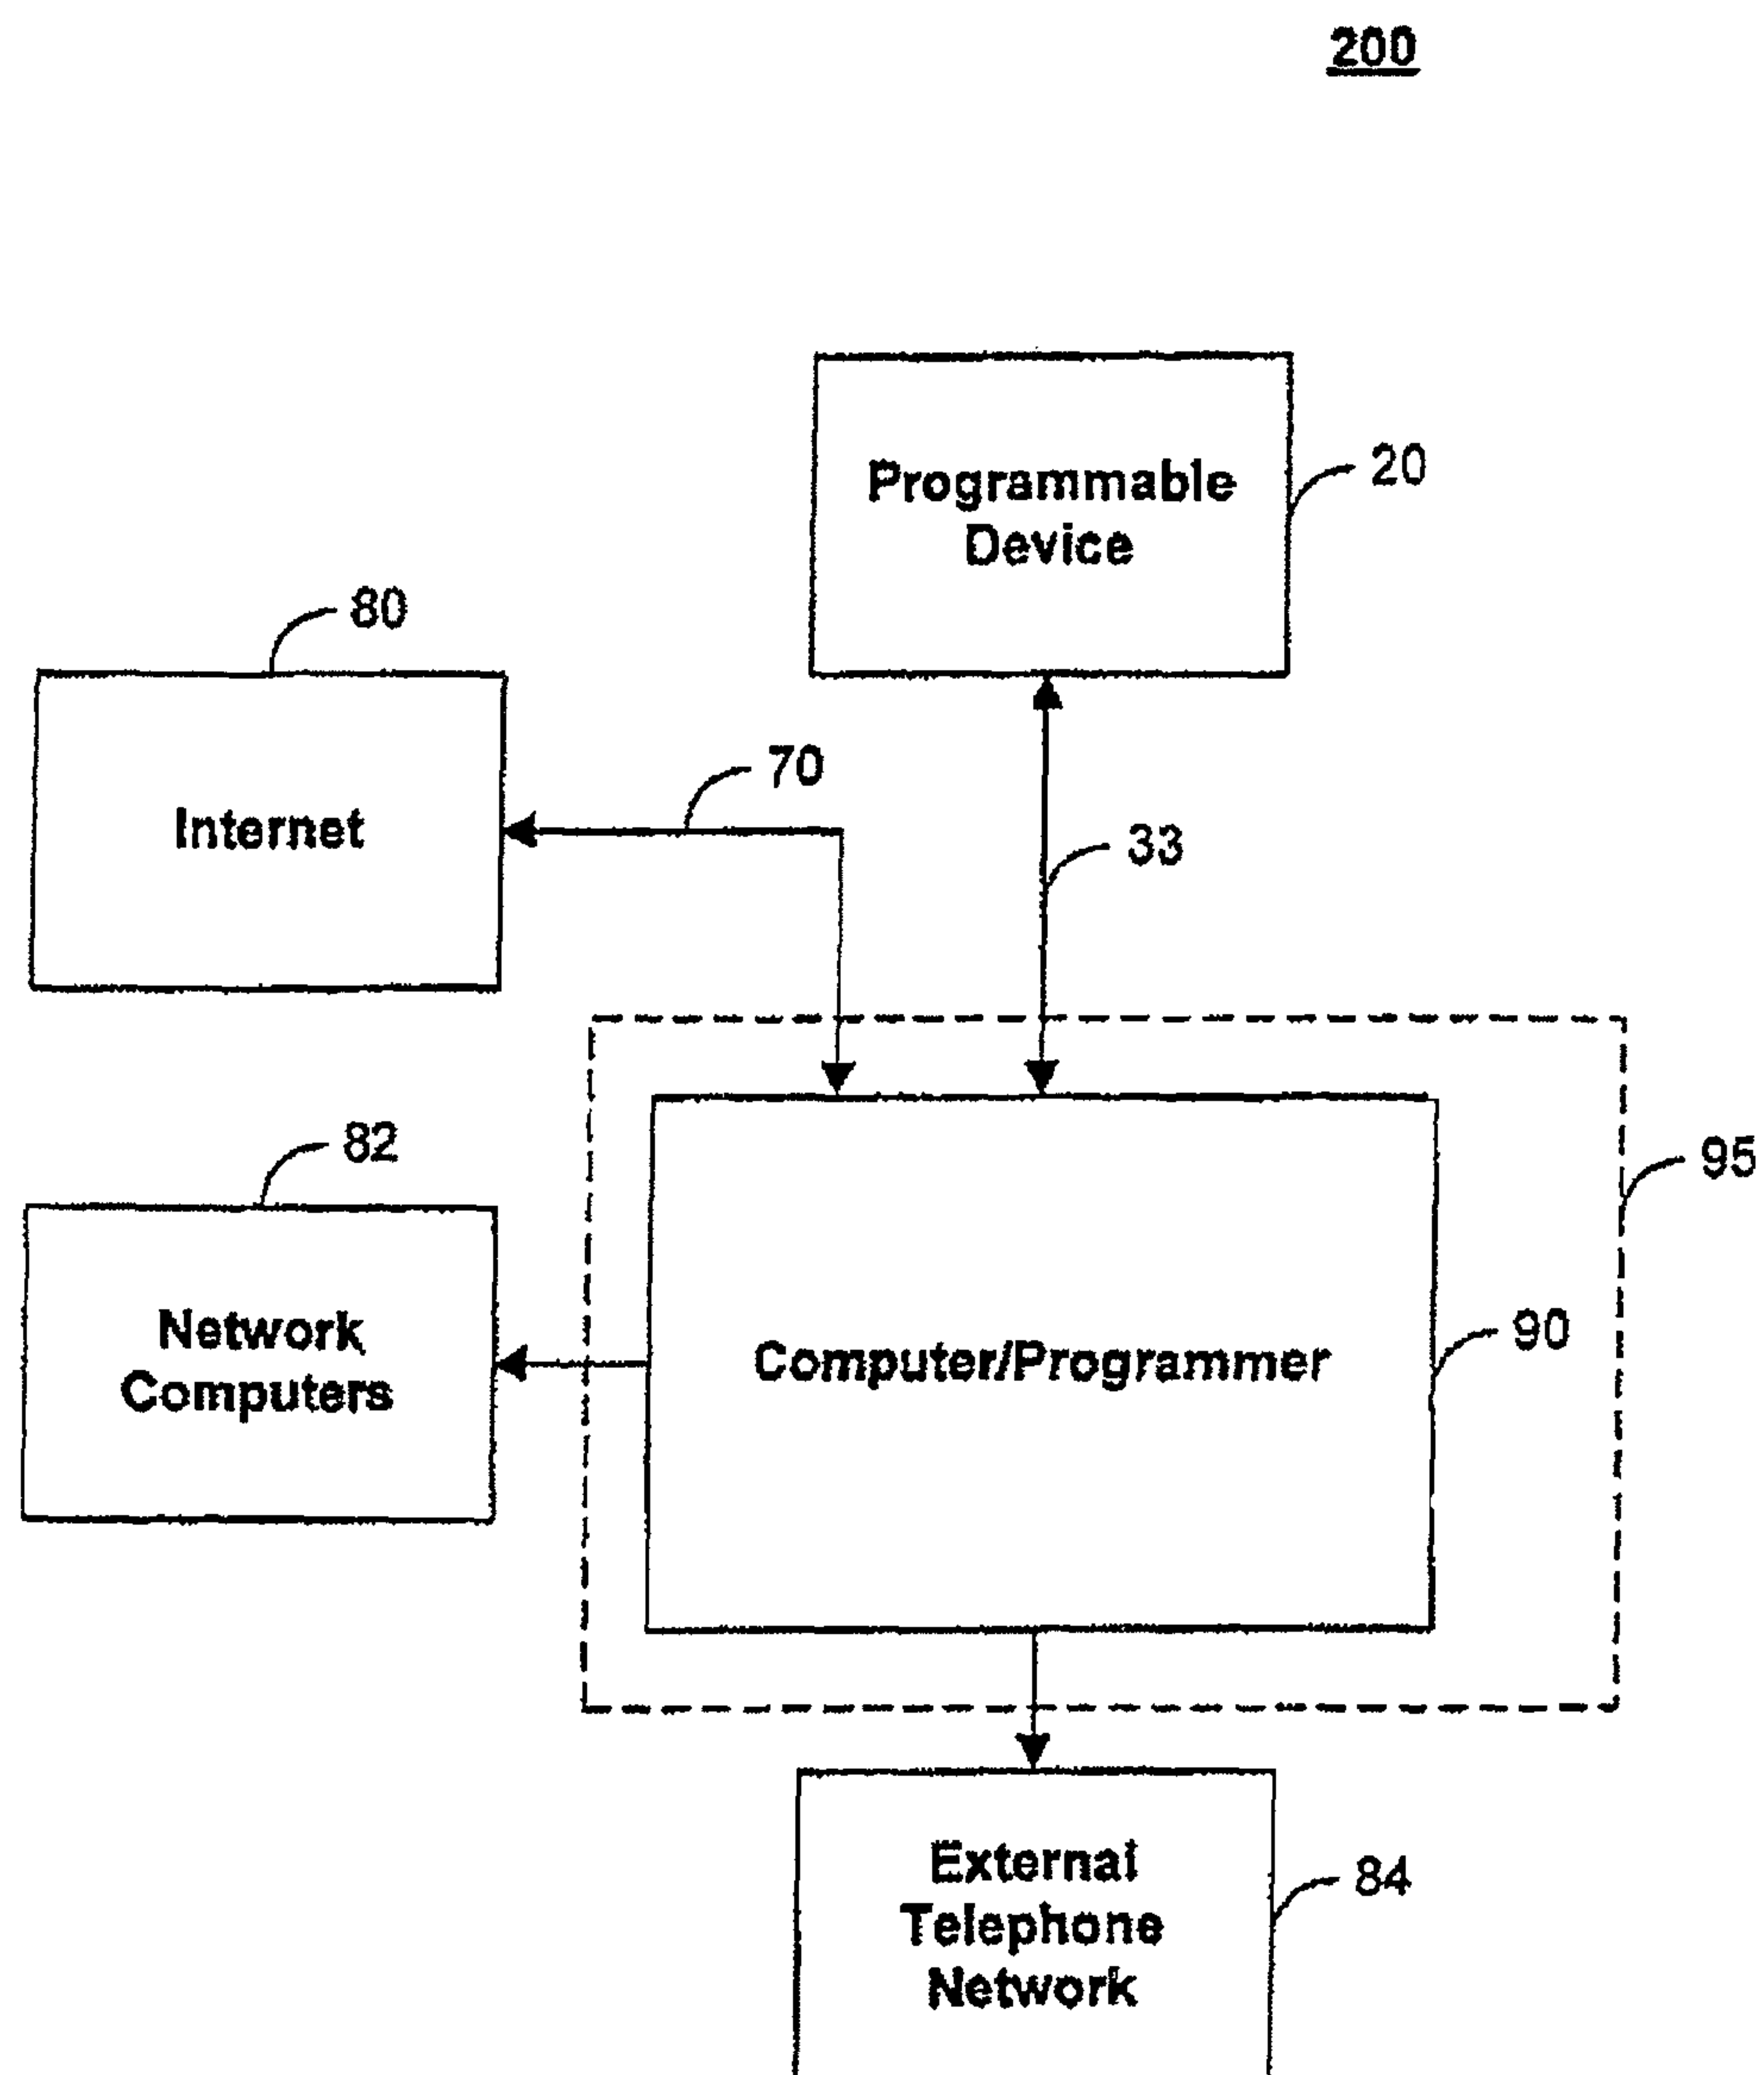 200
Programmable
Device
20
80
Internet
70
33
82
Network
Computers
95
Computer/Programmer
90
External
Telephone
Network
84